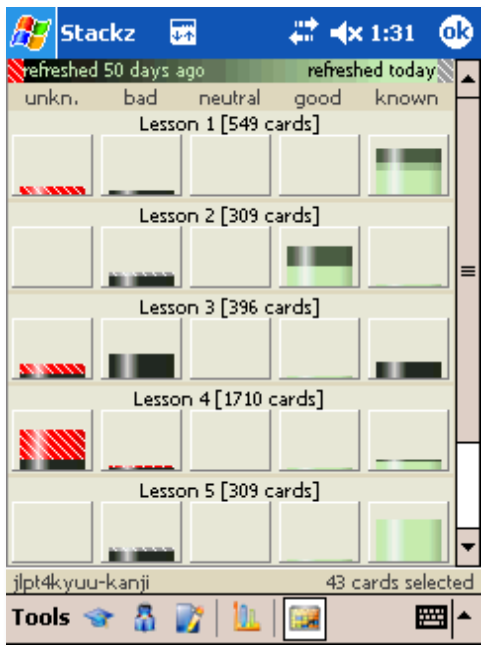 Stackz 1:31 ok
refreshed 50 days ago refreshed today
unkn. bad neutral good known
Lesson 1 [549 cards]
Lesson 2 [309 cards]
Lesson 3 [396 cards]
Lesson 4 [1710 cards]
Lesson 5 [309 cards]
jlpt4kyuu-kanji 43 cards selected
Tools